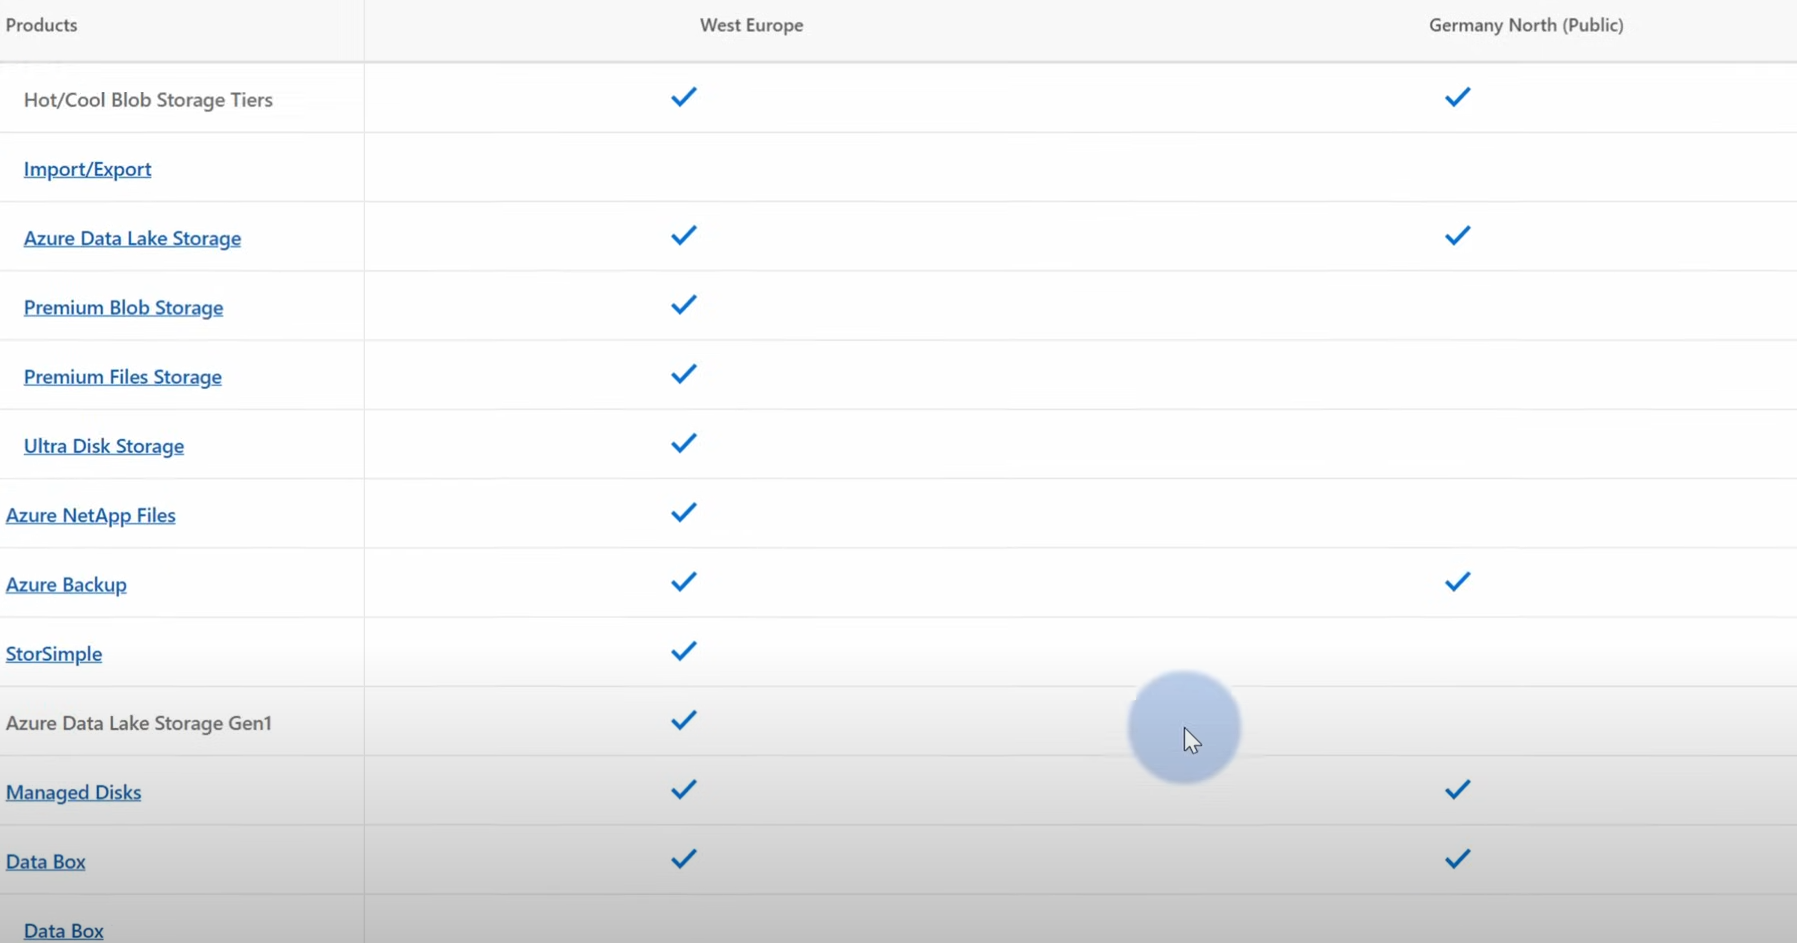 Products West Europe Germany North (Public)
Hot/Cool Blob Storage Tiers
Import/Export
Azure Data Lake Storage
Premium Blob Storage
Premium Files Storage
Ultra Disk Storage
Azure NetApp Files
Azure Backup
StorSimple
Azure Data Lake Storage Gen1
Managed Disks
Data Box
Data Box